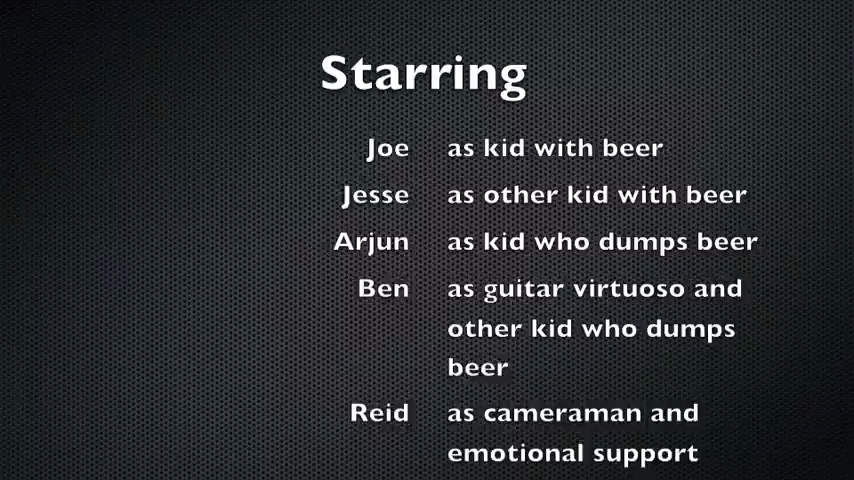 Starring
Joe as kid with beer
Jesse as other kid with beer
Arjun as kid who dumps beer
Ben as guitar virtuoso and
other kid who dumps
beer
Reid as cameraman and
emotional support